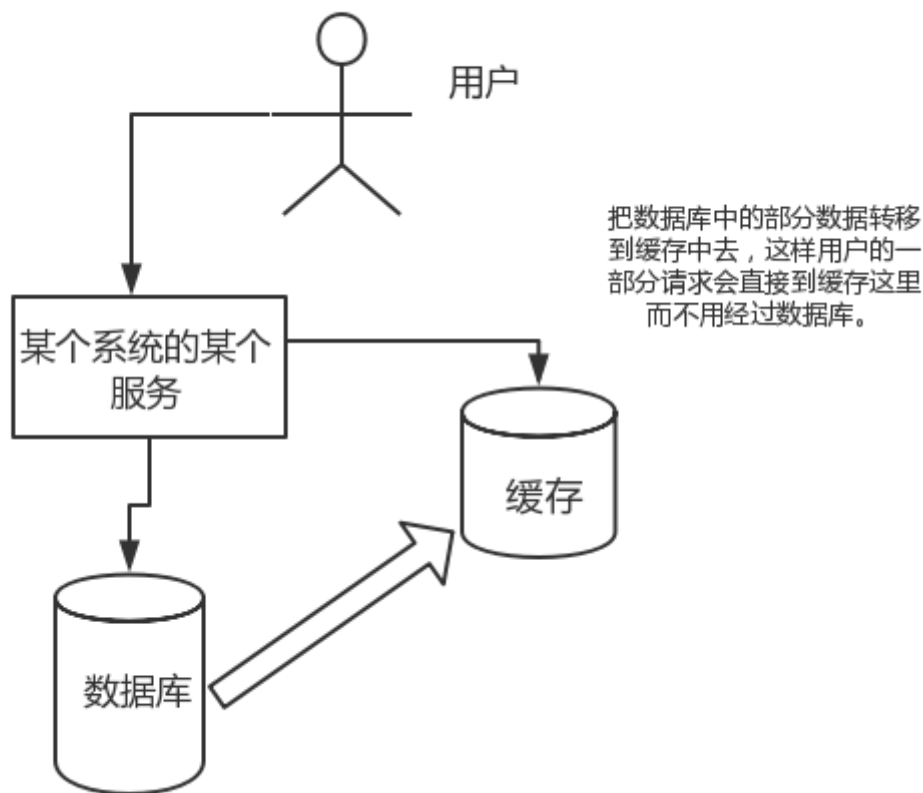 用户
把数据库中的部分数据转移
到缓存中去，这样用户的一
部分请求会直接到缓存这里
而不用经过数据库。
某个系统的某个
服务
缓存
数据库